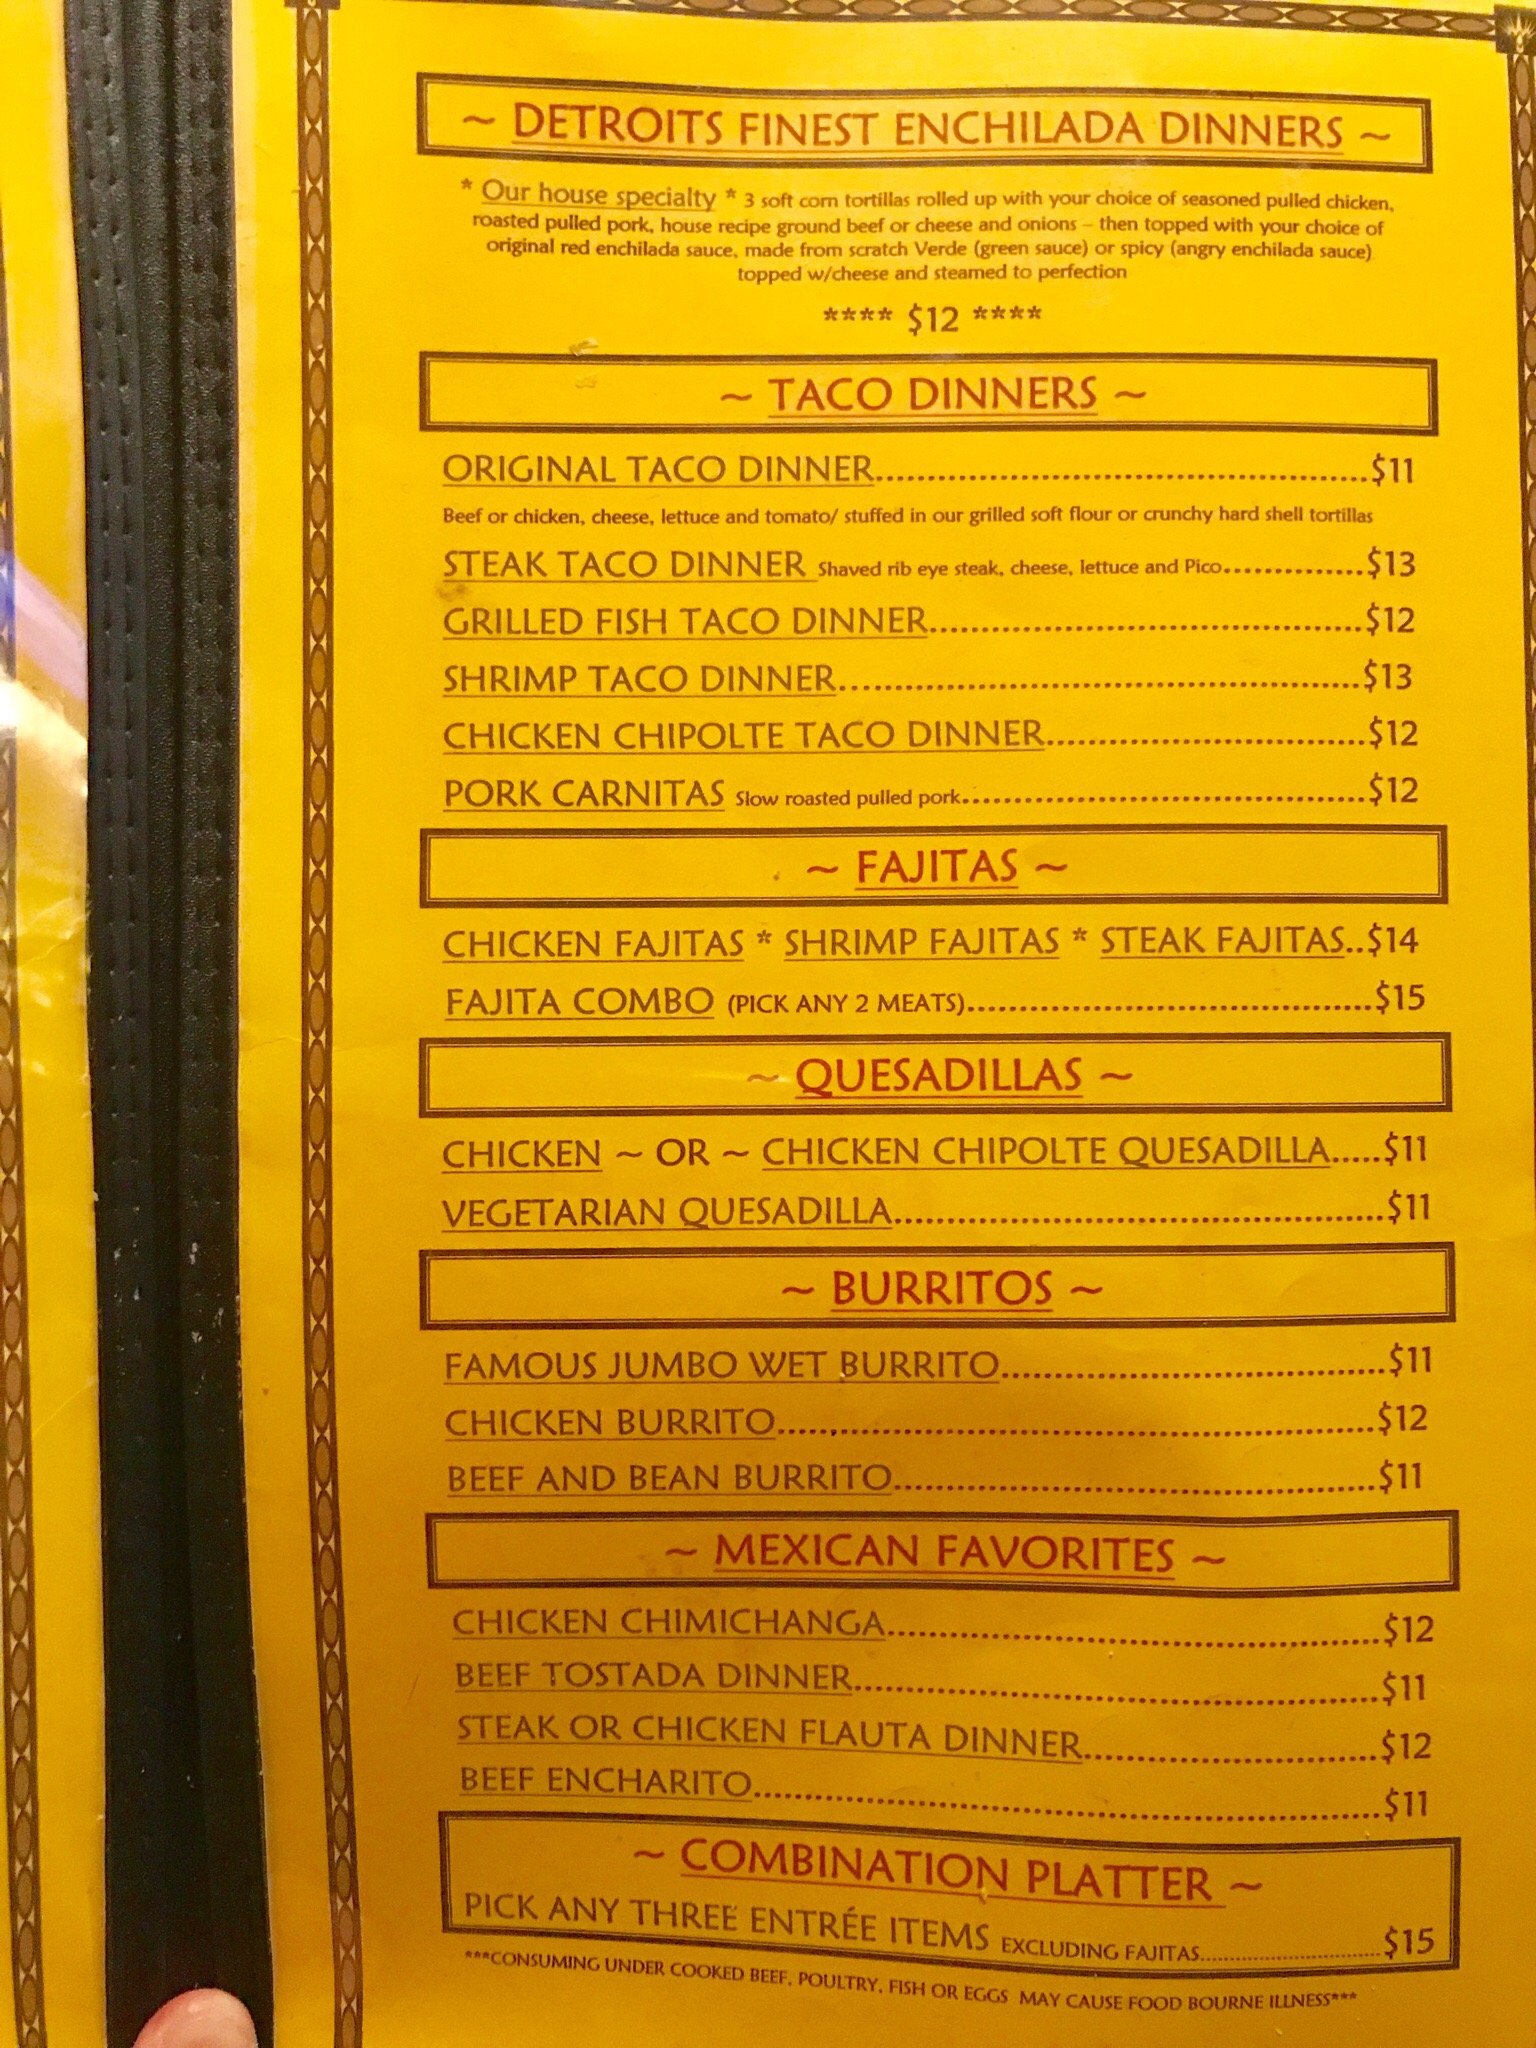 ~ DETROITS FINEST ENCHILADA DINNERS ~
* Our house specialty * 3 soft corn tortillas rolled up with your choice of seasoned pulled chicken,
roasted pulled pork, house recipe ground beef or cheese and onions – then topped with your choice of
original red enchilada sauce, made from scratch Verde (green sauce) or spicy (angry enchilada sauce)
topped w/cheese and steamed to perfection
**** $12 ****
~ TACO DINNERS ~
ORIGINAL TACO DINNER................................................$11
Beef or chicken, cheese, lettuce and tomato/ stuffed in our grilled soft flour or crunchy hard shell tortillas
STEAK TACO DINNER Shaved rib eye steak, cheese, lettuce and Pico..............$13
GRILLED FISH TACO DINNER..........................................$12
SHRIMP TACO DINNER...................................................$13
CHICKEN CHIPOLTE TACO DINNER...............................$12
PORK CARNITAS Slow roasted pulled pork.......................................$12
~ FAJITAS ~
CHICKEN FAJITAS * SHRIMP FAJITAS * STEAK FAJITAS..$14
FAJITA COMBO (PICK ANY 2 MEATS).......................................$15
~ QUESADILLAS ~
CHICKEN ~ OR ~ CHICKEN CHIPOLTE QUESADILLA.....$11
VEGETARIAN QUESADILLA................................................$11
~ BURRITOS ~
FAMOUS JUMBO WET BURRITO.....................................$11
CHICKEN BURRITO..........................................................$12
BEEF AND BEAN BURRITO...............................................$11
~ MEXICAN FAVORITES ~
CHICKEN CHIMICHANGA................................................$12
BEEF TOSTADA DINNER...................................................$11
STEAK OR CHICKEN FLAUTA DINNER.............................$12
BEEF ENCHARITO.............................................................$11
~ COMBINATION PLATTER ~
PICK ANY THREE ENTRÉE ITEMS EXCLUDING FAJITAS..............................$15
***CONSUMING UNDER COOKED BEEF, POULTRY, FISH OR EGGS MAY CAUSE FOOD BOURNE ILLNESS***